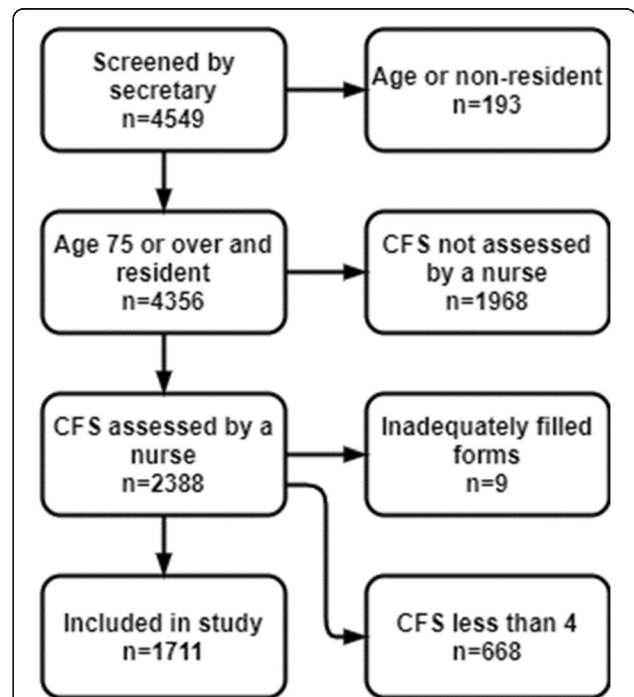 Screened by
secretary
n=4549
Age or non-resident
n=193
Age 75 or over and
resident
n=4356
CFS not assessed
by a nurse
n=1968
CFS assessed by a
nurse
n=2388
Inadequately filled
forms
n=9
Included in study
n=1711
CFS less than 4
n=668